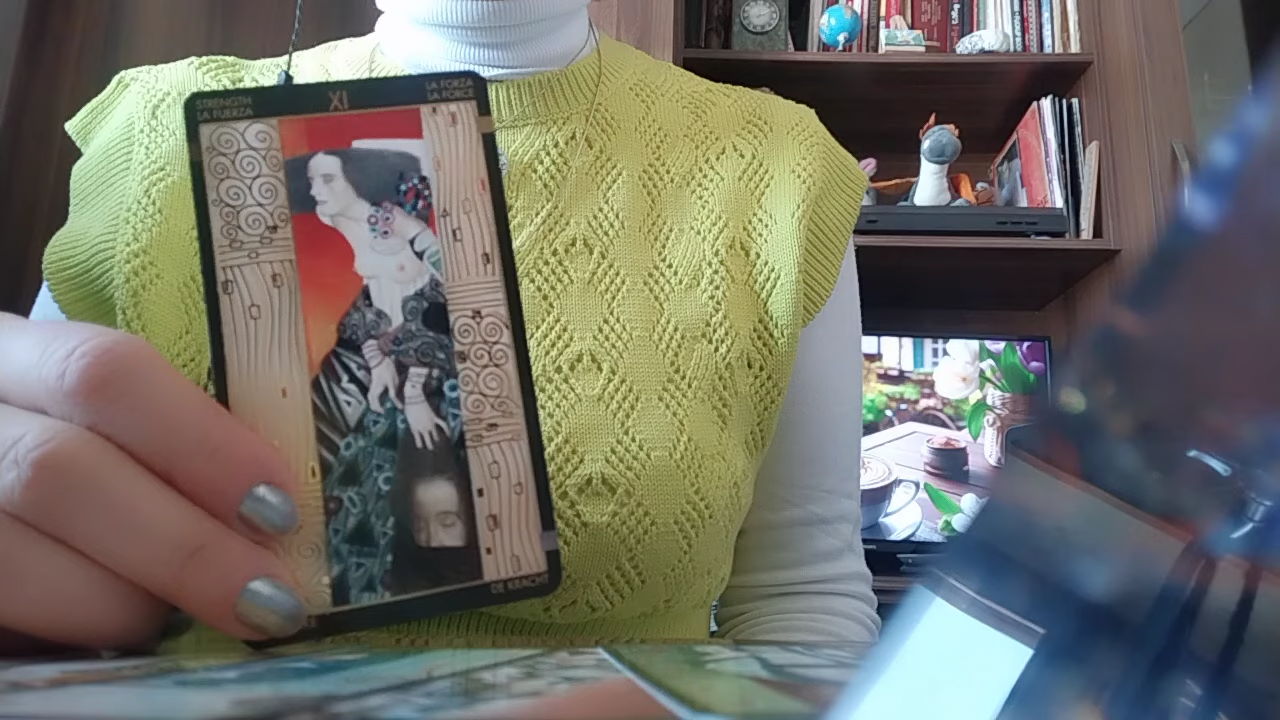 STRENGTH
LA FUERZA
XI
LA FORZA
LA FORCE
DE KRACHT